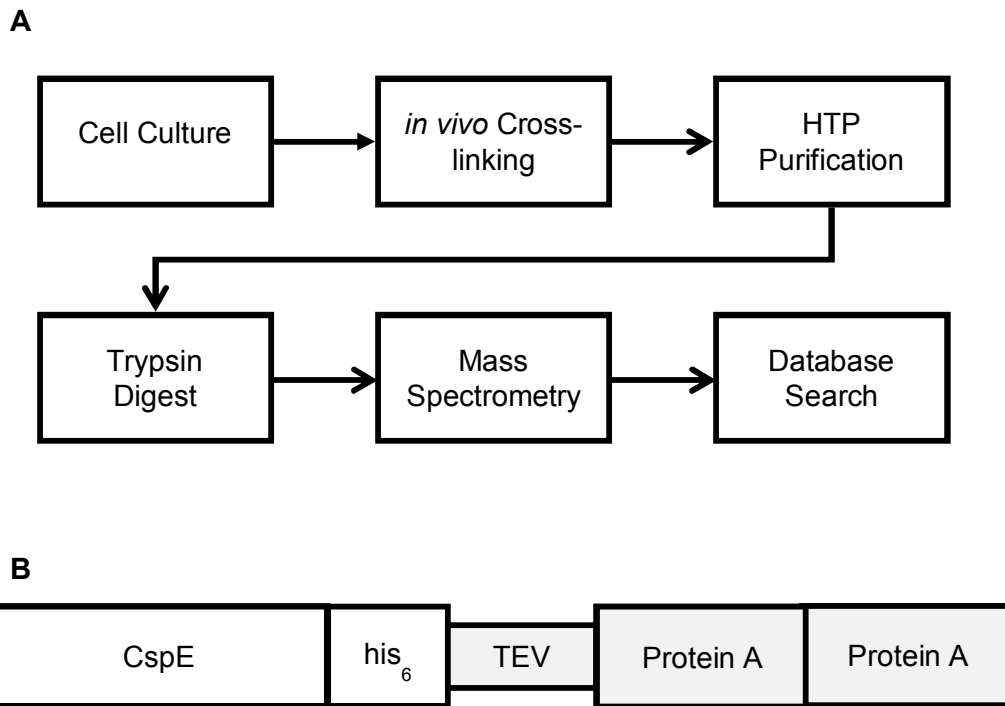 A
Cell Culture
in vivo Cross-
linking
HTP
Purification
Trypsin
Digest
Mass
Spectrometry
Database
Search
B
CspE
his6
TEV
Protein A
Protein A